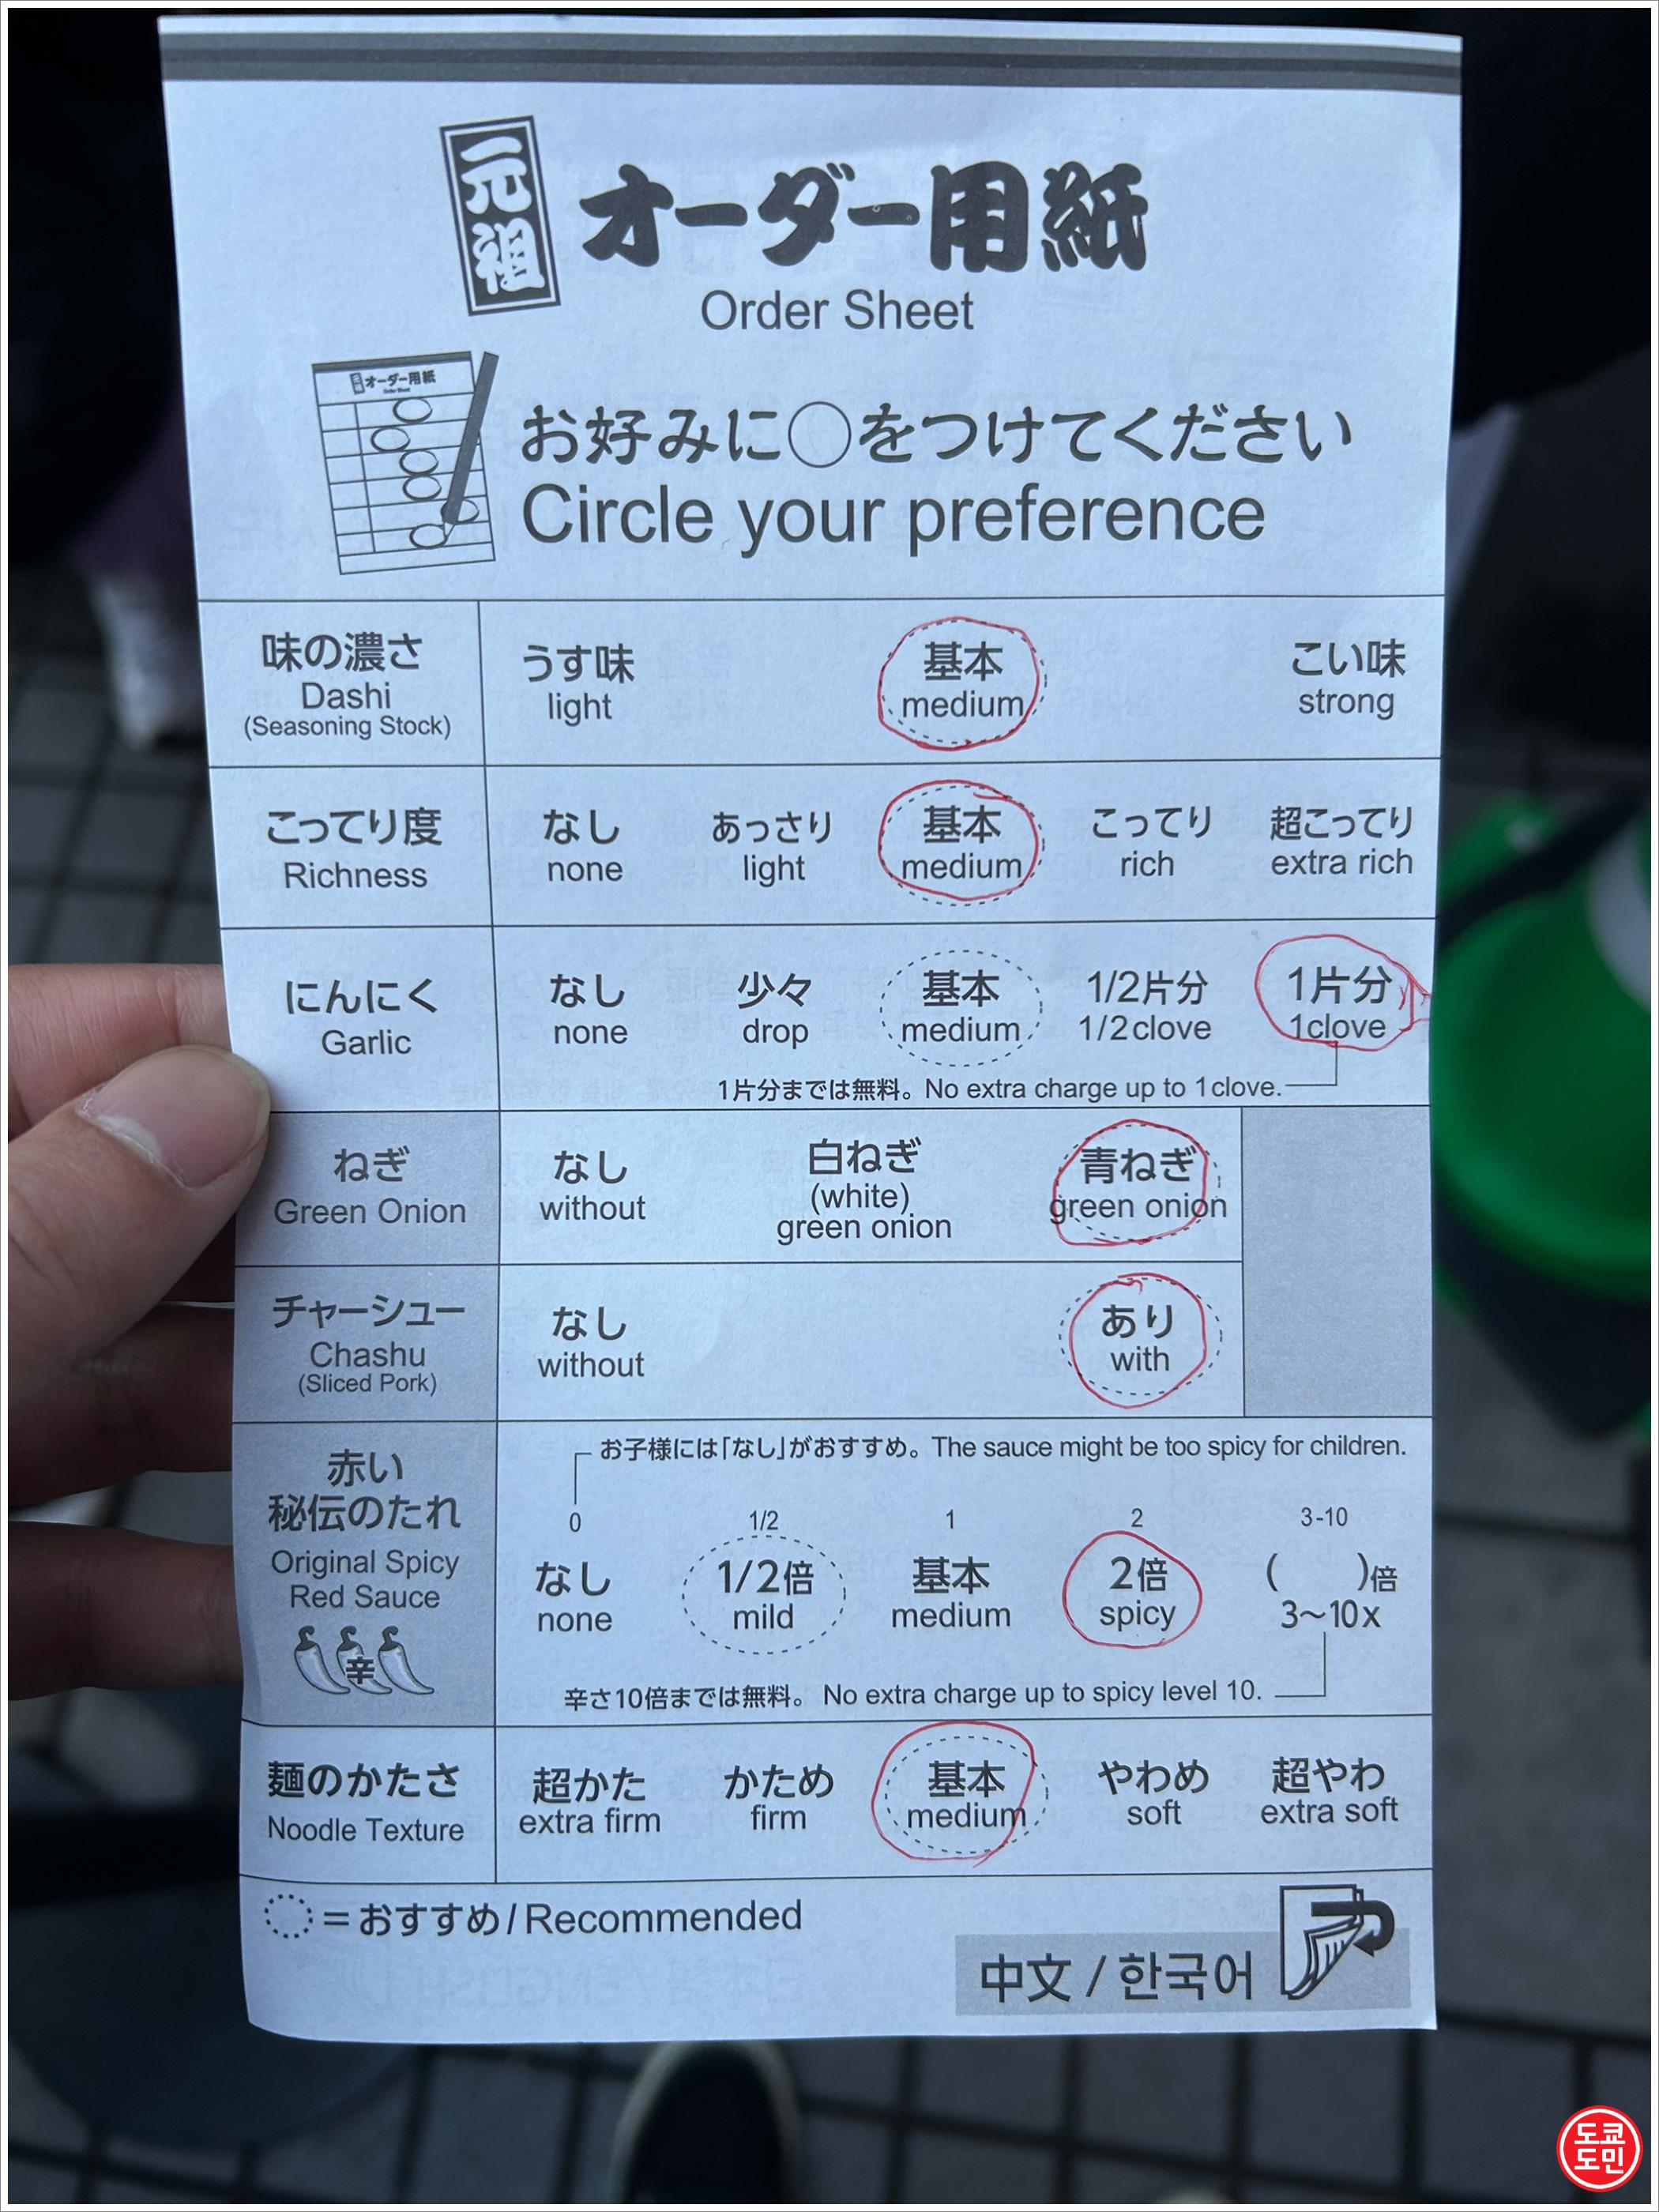 元祖 オーダー用紙
Order Sheet
元祖 オーダー用紙
お好みに◯をつけてください
Circle your preference
味の濃さ
Dashi
(Seasoning Stock)
うす味
light
基本
medium
こい味
strong
こってり度
Richness
なし
none
あっさり
light
基本
medium
こってり
rich
超こってり
extra rich
にんにく
Garlic
なし
none
少々
drop
基本
medium
1/2片分
1/2clove
1片分
1clove
1片分までは無料。No extra charge up to 1clove.
ねぎ
Green Onion
なし
without
白ねぎ
(white)
green onion
青ねぎ
green onion
チャーシュー
Chashu
(Sliced Pork)
なし
without
あり
with
赤い
秘伝のたれ
Original Spicy
Red Sauce
辛
お子様には「なし」がおすすめ。The sauce might be too spicy for children.
0
なし
none
1/2
1/2倍
mild
1
基本
medium
2
2倍
spicy
3-10
( )倍
3〜10x
辛さ10倍までは無料。No extra charge up to spicy level 10.
麺のかたさ
Noodle Texture
超かた
extra firm
かため
firm
基本
medium
やわめ
soft
超やわ
extra soft
=おすすめ/Recommended
中文 / 한국어
도쿄
도민